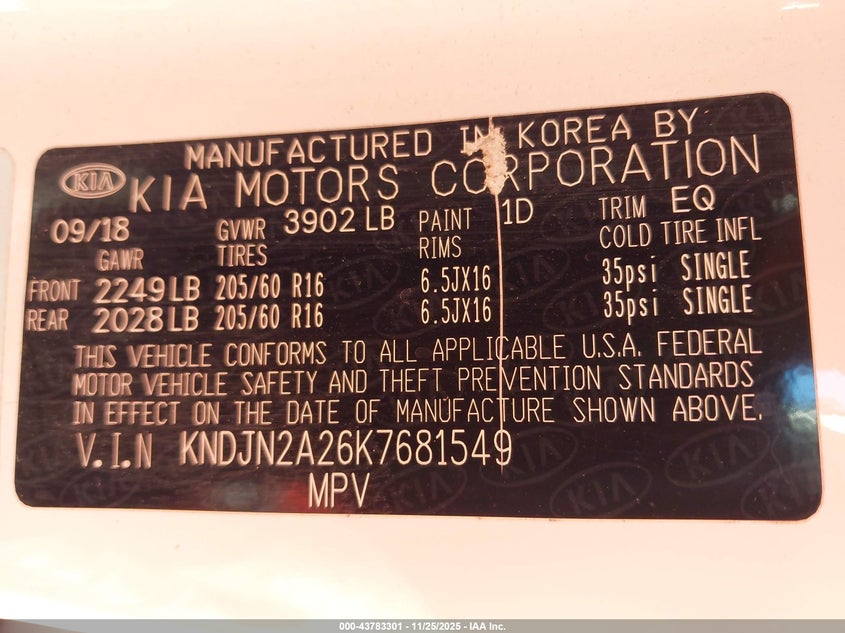 MANUFACTURED IN KOREA BY
KIA KIA MOTORS CORPORATION
09/18 GVWR 3902 LB PAINT 1D TRIM EQ
GAWR TIRES RIMS COLD TIRE INFL
FRONT 2249 LB 205/60 R16 6.5JX16 35psi SINGLE
REAR 2028 LB 205/60 R16 6.5JX16 35psi SINGLE
THIS VEHICLE CONFORMS TO ALL APPLICABLE U.S.A. FEDERAL
MOTOR VEHICLE SAFETY AND THEFT PREVENTION STANDARDS
IN EFFECT ON THE DATE OF MANUFACTURE SHOWN ABOVE.
V.I.N KNDJN2A26K7681549
MPV
000-43783301 - 11/25/2025 - IAA Inc.